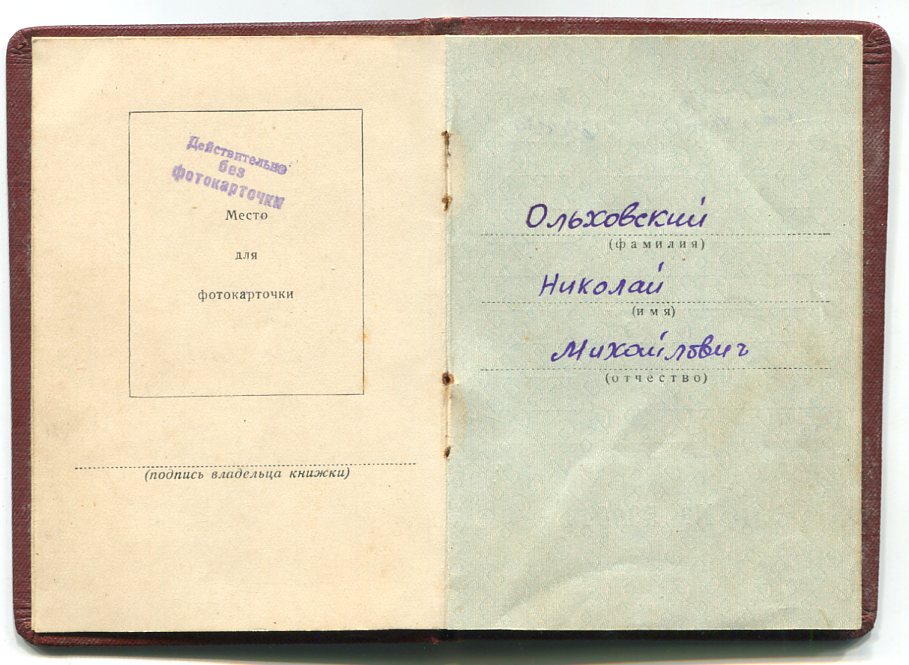 Действительно
без
фотокарточки
Место
для
фотокарточки
(подпись владельца книжки)
Ольховский
(фамилия)
Николай
(имя)
Михайлович
(отчество)